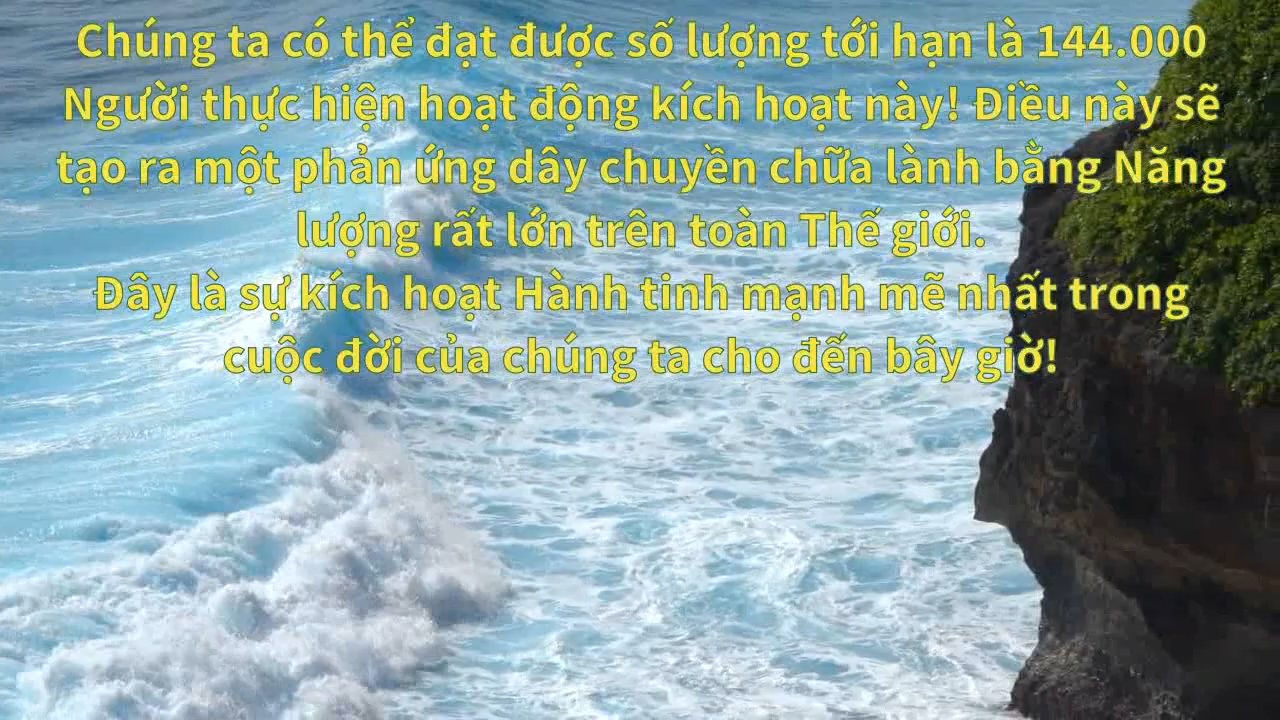 Chúng ta có thể đạt được số lượng tới hạn là 144.000
Người thực hiện hoạt động kích hoạt này! Điều này sẽ
tạo ra một phản ứng dây chuyền chữa lành bằng Năng
lượng rất lớn trên toàn Thế giới.
Đây là sự kích hoạt Hành tinh mạnh mẽ nhất trong
cuộc đời của chúng ta cho đến bây giờ!